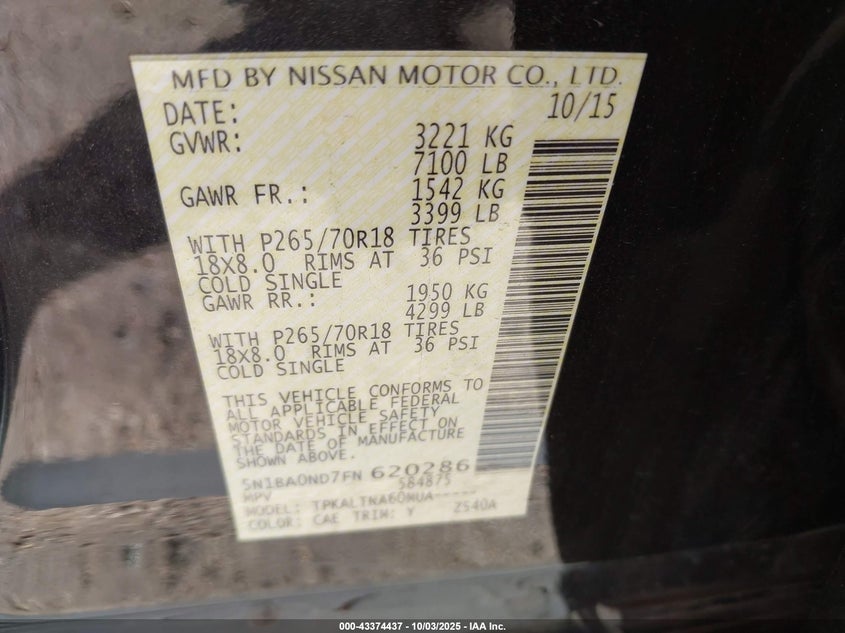 MFD BY NISSAN MOTOR CO., LTD.
DATE: 10/15
GVWR: 3221 KG
7100 LB
GAWR FR.: 1542 KG
3399 LB
WITH P265/70R18 TIRES
18X8.0 RIMS AT 36 PSI
COLD SINGLE
GAWR RR.: 1950 KG
4299 LB
WITH P265/70R18 TIRES
18X8.0 RIMS AT 36 PSI
COLD SINGLE
THIS VEHICLE CONFORMS TO
ALL APPLICABLE FEDERAL
MOTOR VEHICLE SAFETY
STANDARDS IN EFFECT ON
THE DATE OF MANUFACTURE
SHOWN ABOVE.
5N1BA0ND7FN 620286
MPV 584875
MODEL: TPKALTNA60MUA-----
COLOR: CAE TRIM: Y Z540A
000-43374437 - 10/03/2025 - IAA Inc.